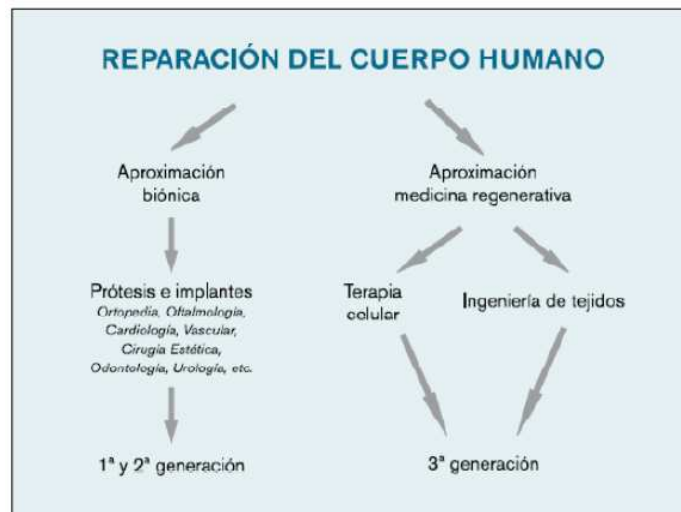 REPARACIÓN DEL CUERPO HUMANO
Aproximación
biónica
Aproximación
medicina regenerativa
Prótesis e implantes
Ortopedia, Oftalmología,
Cardiología, Vascular,
Cirugía Estética,
Odontología, Urología, etc.
Terapia
celular
Ingeniería de tejidos
1ª y 2ª generación
3ª generación